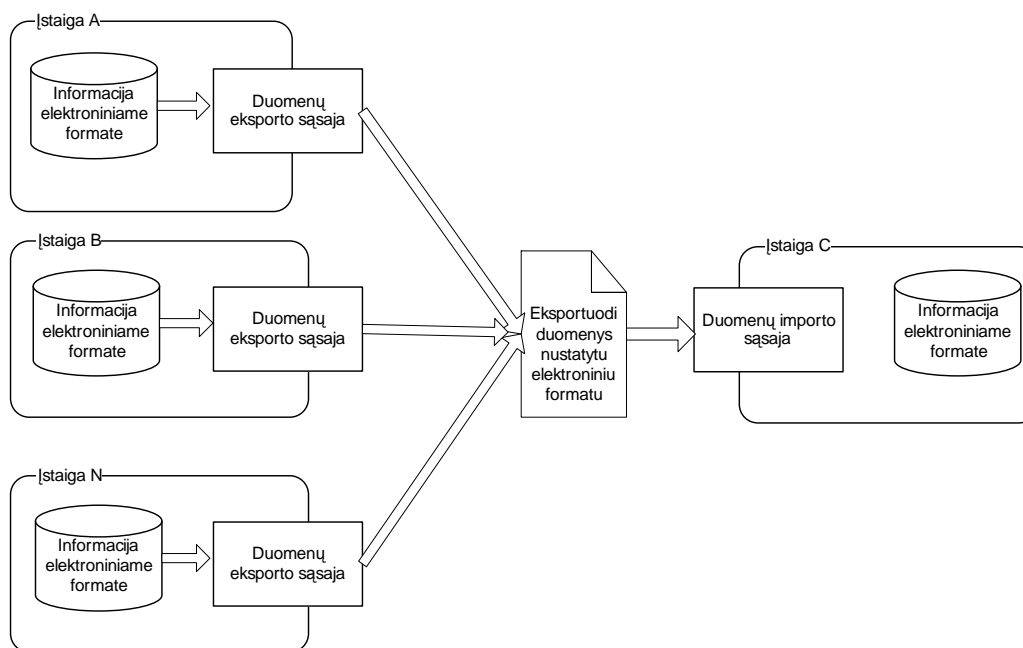 Įstaiga A
Informacija
elektroniniame
formate
Duomenų
eksporto sąsaja
Įstaiga B
Informacija
elektroniniame
formate
Duomenų
eksporto sąsaja
Įstaiga N
Informacija
elektroniniame
formate
Duomenų
eksporto sąsaja
Eksportuodi
duomenys
nustatytu
elektroniniu
formatu
Įstaiga C
Duomenų importo
sąsaja
Informacija
elektroniniame
formate